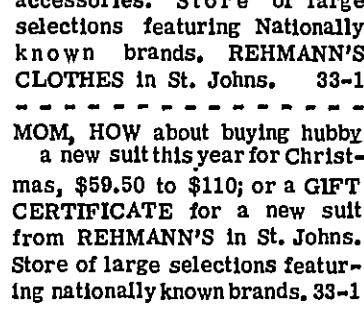 accessories. Store of large
selections featuring Nationally
known brands. REHMANN'S
CLOTHES in St. Johns. 33-1
MOM, HOW about buying hubby
a new suit this year for Christ-
mas, $59.50 to $110; or a GIFT
CERTIFICATE for a new suit
from REHMANN'S in St. Johns.
Store of large selections featur-
ing nationally known brands. 33-1